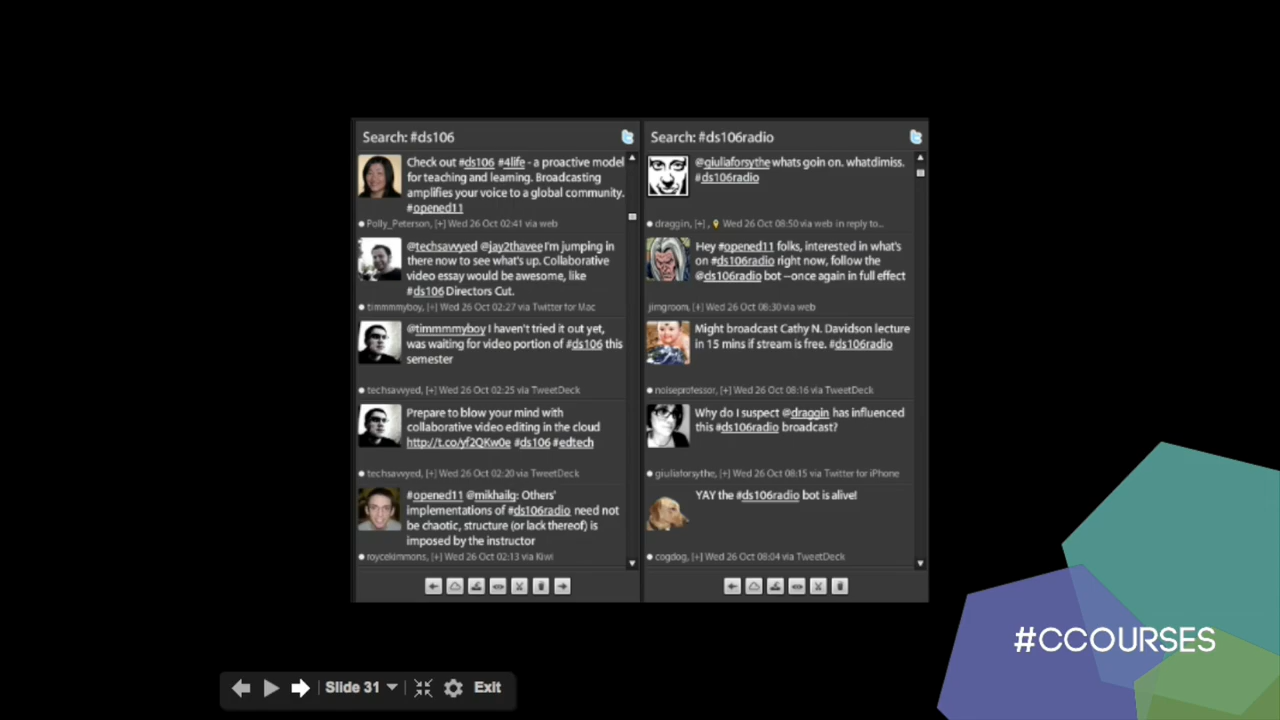 Search: #ds106
Check out #ds106 #4life - a proactive model
for teaching and learning. Broadcasting
amplifies your voice to a global community.
#opened11
Polly_Peterson, [+] Wed 26 Oct 02:41 via web
@techsavvyed @jay2thavee I'm jumping in
there now to see what's up. Collaborative
video essay would be awesome, like
#ds106 Directors Cut.
timmmmyboy, [+] Wed 26 Oct 02:27 via Twitter for Mac
@timmmmyboy I haven't tried it out yet,
was waiting for video portion of #ds106 this
semester
techsavvyed, [+] Wed 26 Oct 02:25 via TweetDeck
Prepare to blow your mind with
collaborative video editing in the cloud
http://t.co/yf2QKw0e #ds106 #edtech
techsavvyed, [+] Wed 26 Oct 02:20 via TweetDeck
#opened11 @mikhailg: Others'
implementations of #ds106radio need not
be chaotic, structure (or lack thereof) is
imposed by the instructor
roycekimmons, [+] Wed 26 Oct 02:13 via Kiwi
Search: #ds106radio
@giuliaforsythe whats goin on. whatdimiss.
#ds106radio
draggin, [+] , Wed 26 Oct 08:50 via web in reply to...
Hey #opened11 folks, interested in what's
on #ds106radio right now, follow the
@ds106radio bot --once again in full effect
jimgroom, [+] Wed 26 Oct 08:30 via web
Might broadcast Cathy N. Davidson lecture
in 15 mins if stream is free. #ds106radio
noiseprofessor, [+] Wed 26 Oct 08:16 via TweetDeck
Why do I suspect @draggin has influenced
this #ds106radio broadcast?
giuliaforsythe, [+] Wed 26 Oct 08:15 via Twitter for iPhone
YAY the #ds106radio bot is alive!
cogdog, [+] Wed 26 Oct 08:04 via TweetDeck
#CCOURSES
Slide 31
Exit